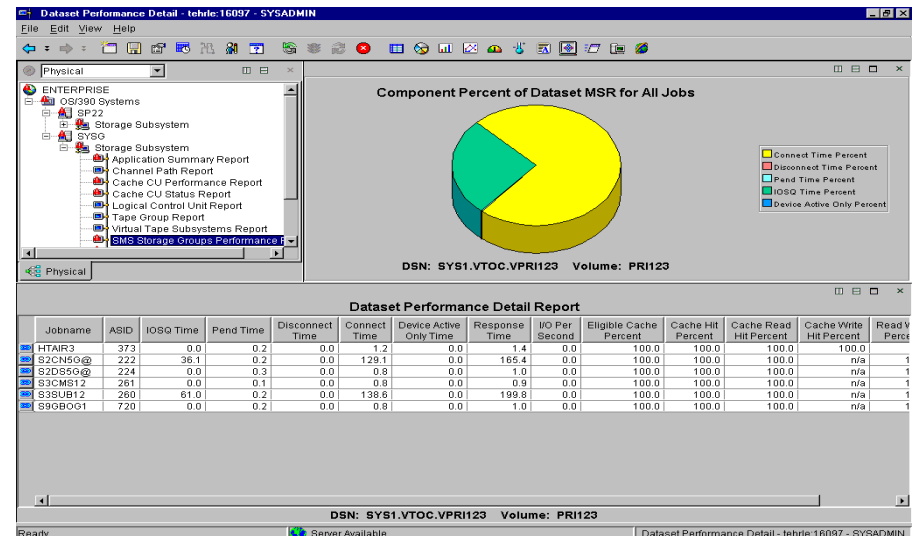 Dataset Performance Detail - tehrle:16097 - SYSADMIN
File Edit View Help
Physical
ENTERPRISE
OS/390 Systems
SP22
Storage Subsystem
SYSG
Storage Subsystem
Application Summary Report
Channel Path Report
Cache CU Performance Report
Cache CU Status Report
Logical Control Unit Report
Tape Group Report
Virtual Tape Subsystems Report
SMS Storage Groups Performance
Physical
Component Percent of Dataset MSR for All Jobs
Connect Time Percent
Disconnect Time Percent
Pend Time Percent
IOSQ Time Percent
Device Active Only Percent
DSN: SYS1.VTOC.VPRI123 Volume: PRI123
Dataset Performance Detail Report
Jobname ASID IOSQ Time Pend Time Disconnect Time Connect Time Device Active Only Time Response Time I/O Per Second Eligible Cache Percent Cache Hit Percent Cache Read Hit Percent Cache Write Hit Percent Read
HTAIR3 373 0.0 0.2 0.0 1.2 0.0 1.4 0.0 100.0 100.0 100.0 100.0
S2CN5G@ 222 36.1 0.2 0.0 129.1 0.0 165.4 0.0 100.0 100.0 100.0 n/a 1
S2DS5G@ 224 0.0 0.3 0.0 0.8 0.0 1.0 0.0 100.0 100.0 100.0 n/a 1
S3CMS12 261 0.0 0.1 0.0 0.8 0.0 0.9 0.0 100.0 100.0 100.0 n/a 1
S3SUB12 260 61.0 0.2 0.0 138.6 0.0 199.8 0.0 100.0 100.0 100.0 n/a 1
S9GBOG1 720 0.0 0.2 0.0 0.8 0.0 1.0 0.0 100.0 100.0 100.0 n/a 1
DSN: SYS1.VTOC.VPRI123 Volume: PRI123
Ready Server Available Dataset Performance Detail - tehrle:16097 - SYSADMIN